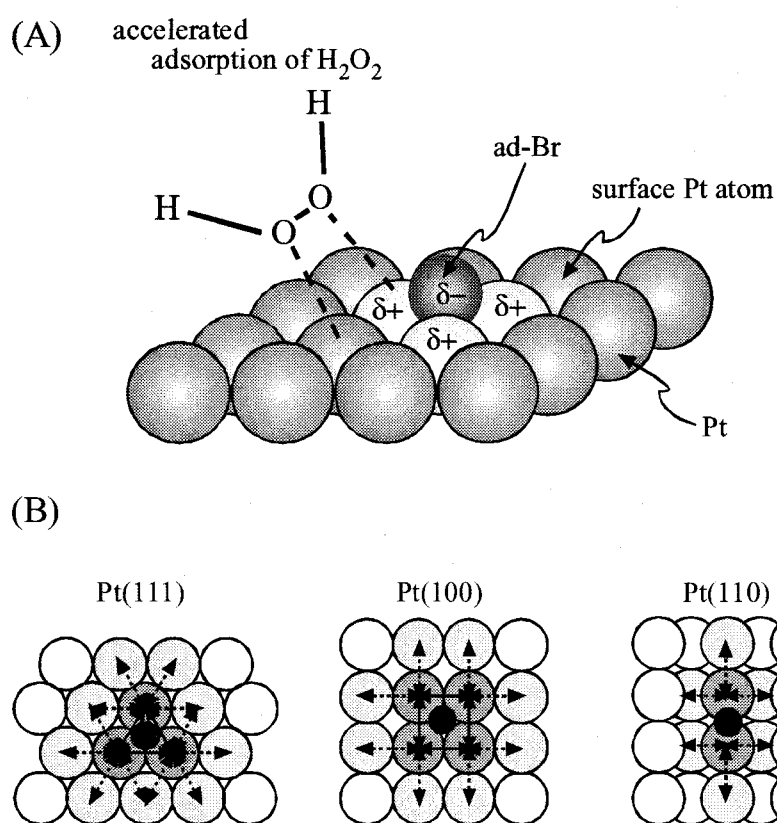 (A)
accelerated
adsorption of H₂O₂
H
ad-Br
surface Pt atom
H
O
O
δ−
δ+
δ+
δ+
Pt
(B)
Pt(111)
Pt(100)
Pt(110)